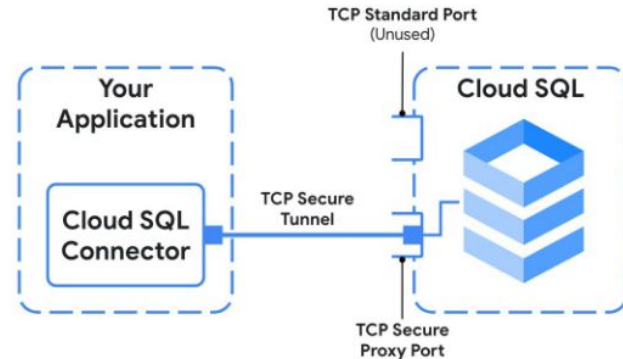 TCP Standard Port
(Unused)
Your
Application
Cloud SQL
TCP Secure
Tunnel
Cloud SQL
Connector
TCP Secure
Proxy Port